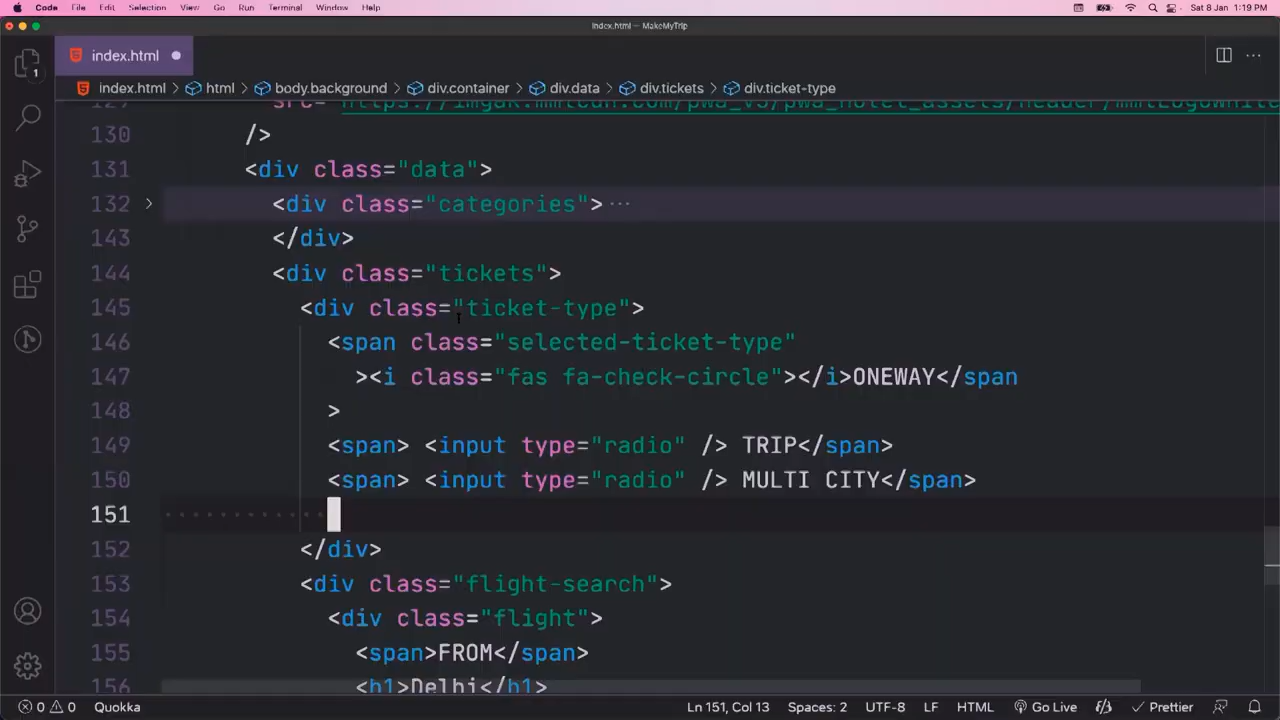 Code File Edit Selection View Go Run Terminal Window Help Sat 8 Jan 1:19 PM
index.html — MakeMyTrip
index.html
index.html > html > body.background > div.container > div.data > div.tickets > div.ticket-type
130 />
131 <div class="data">
132 <div class="categories"> ···
143 </div>
144 <div class="tickets">
145 <div class="ticket-type">
146 <span class="selected-ticket-type"
147 ><i class="fas fa-check-circle"></i>ONEWAY</span
148 >
149 <span> <input type="radio" /> TRIP</span>
150 <span> <input type="radio" /> MULTI CITY</span>
151
152 </div>
153 <div class="flight-search">
154 <div class="flight">
155 <span>FROM</span>
156 <h1>Delhi</h1>
0 0 Quokka Ln 151, Col 13 Spaces: 2 UTF-8 LF HTML Go Live Prettier